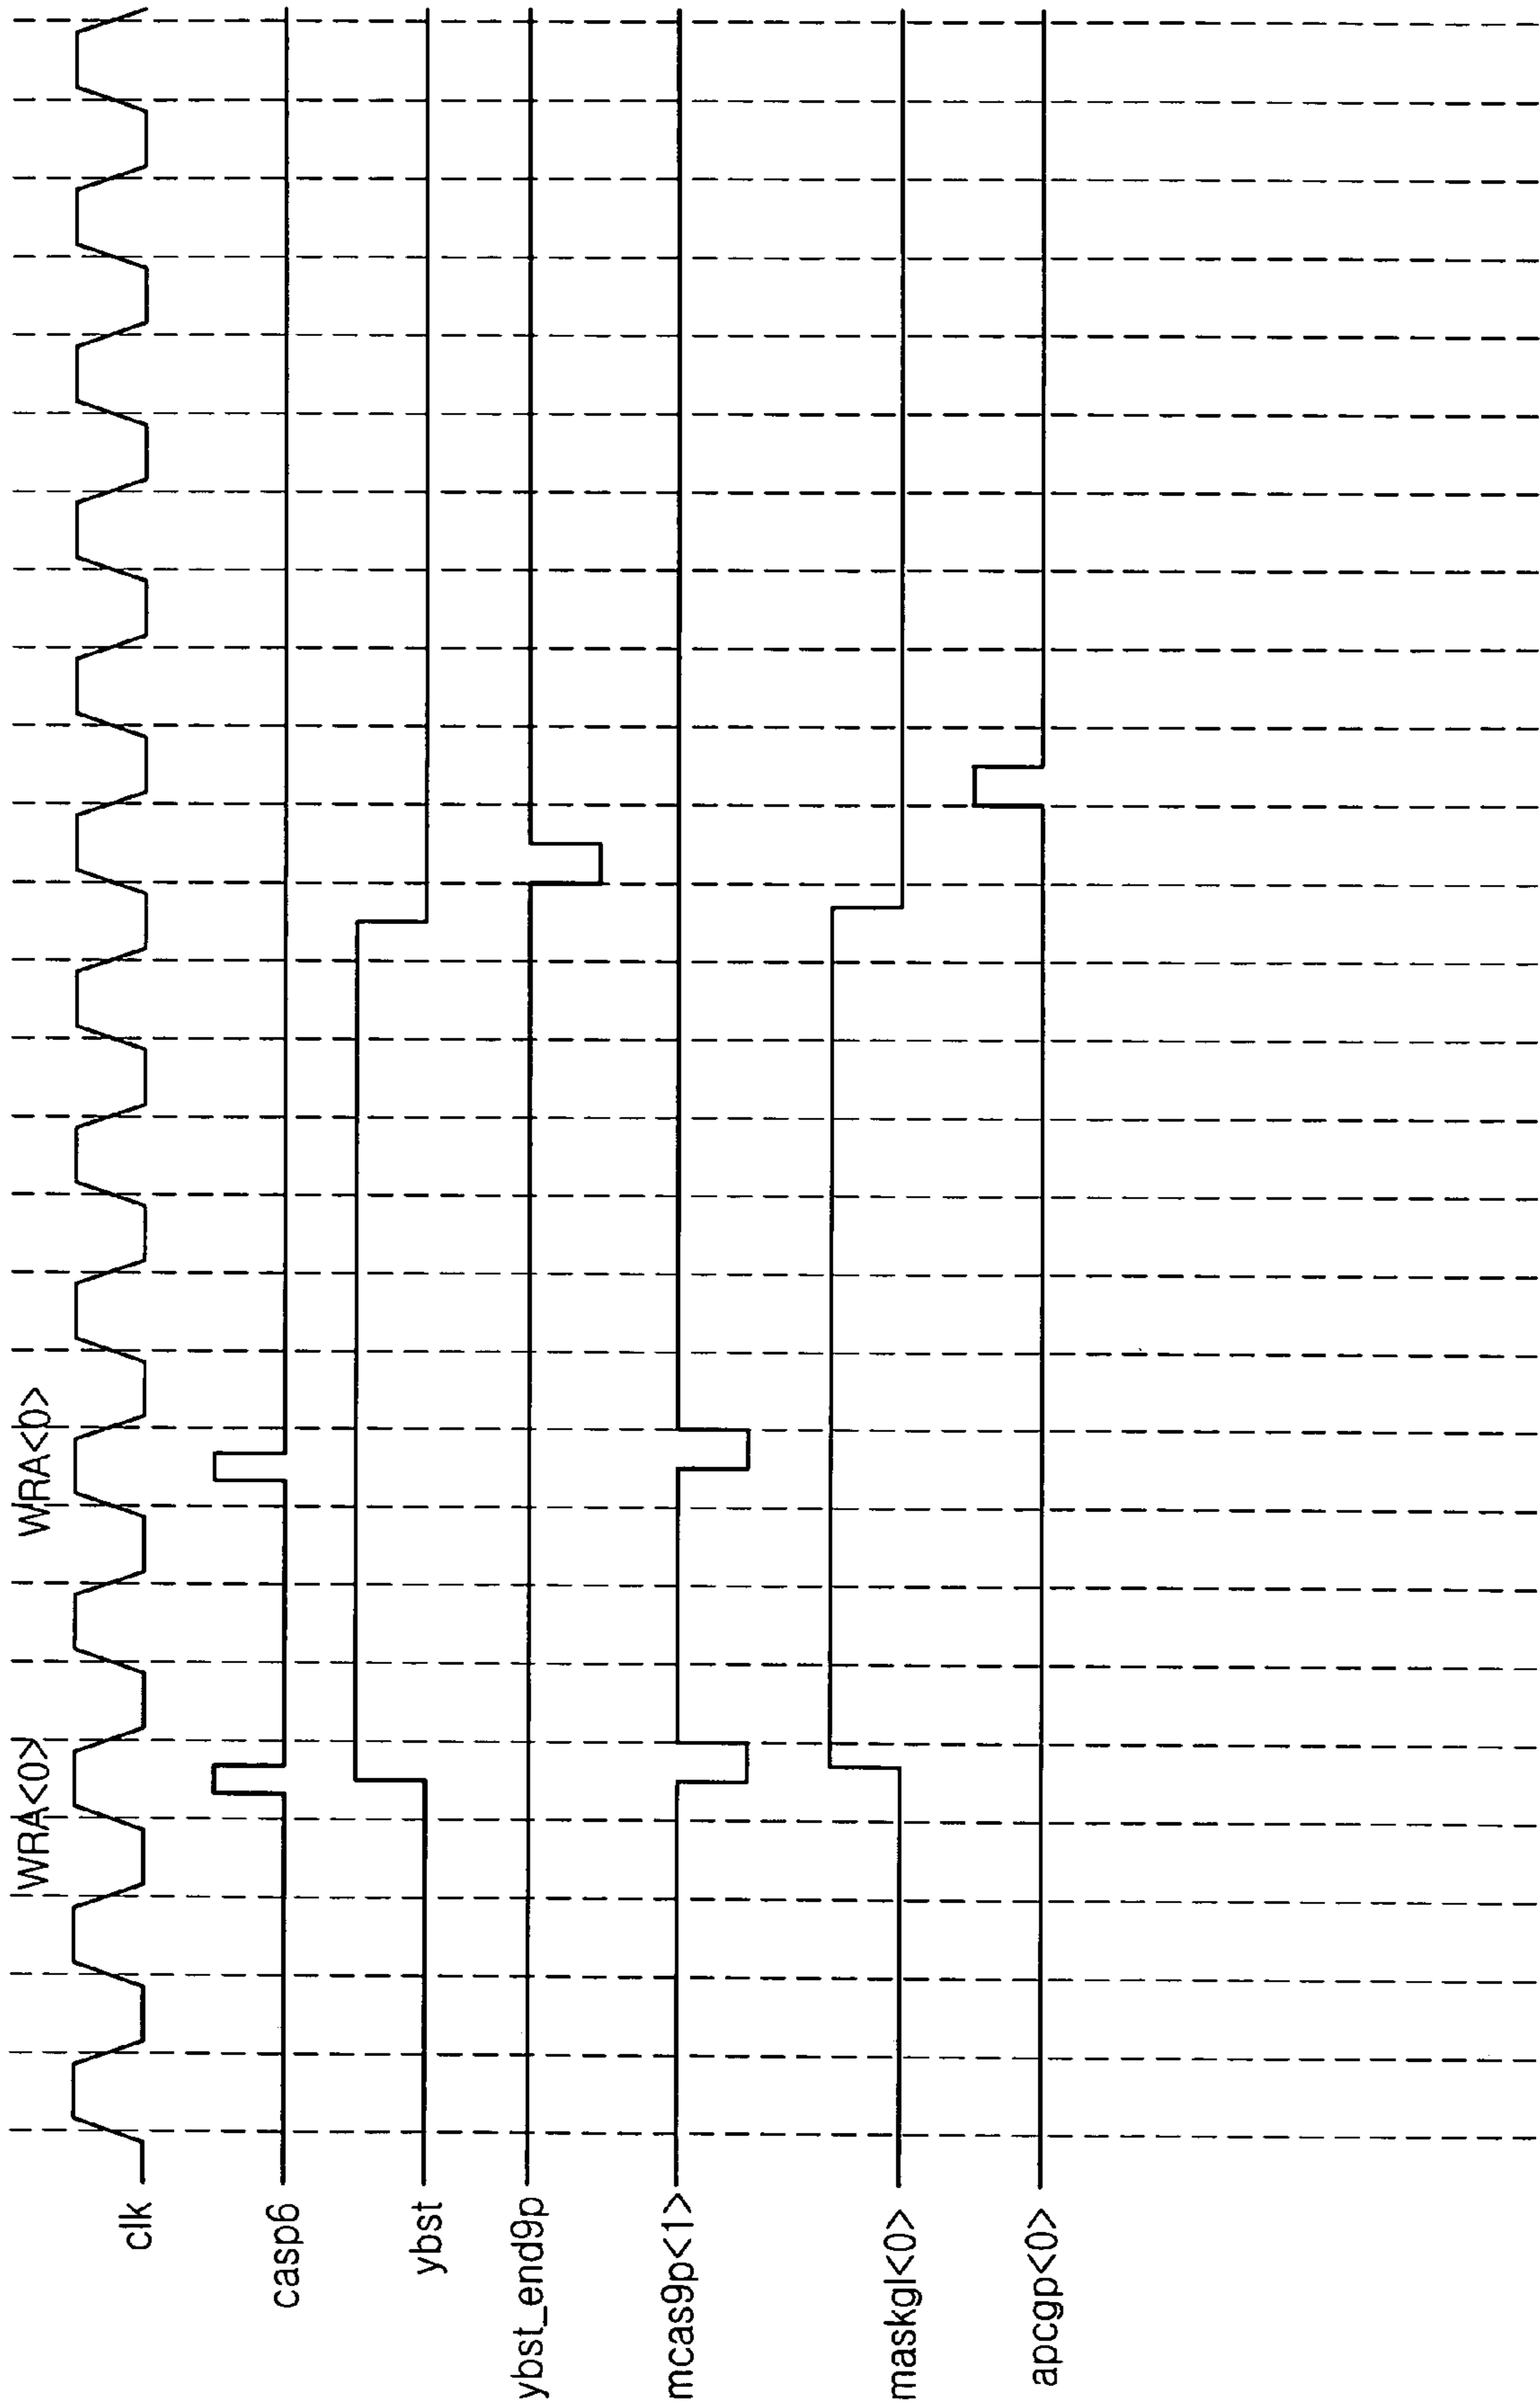 WRA<0>
WRA<0>
clk
casp6
ybst
ybst_end9p
mcas9p<1>
maskgl<0>
apcgp<0>